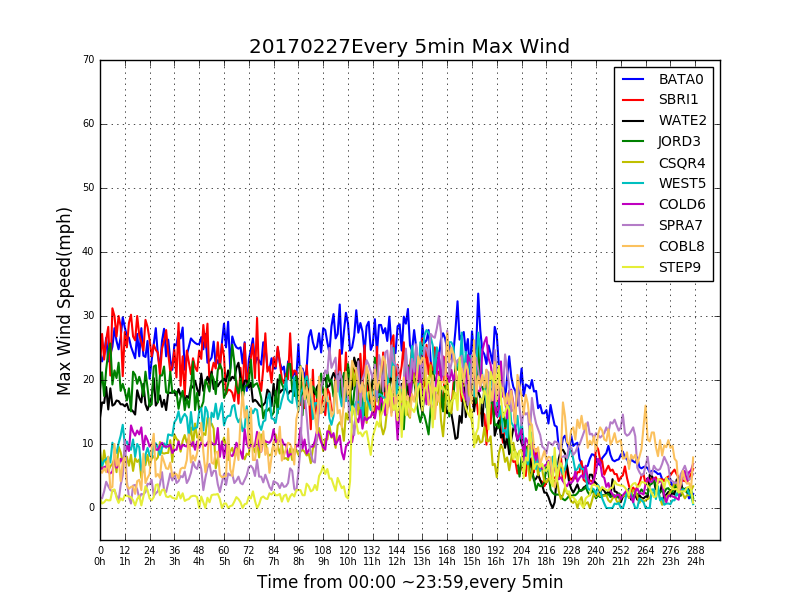 20170227Every 5min Max Wind
70
60
50
40
30
20
10
0
Max Wind Speed(mph)
BATA0
SBRI1
WATE2
JORD3
CSQR4
WEST5
COLD6
SPRA7
COBL8
STEP9
0 12 24 36 48 60 72 84 96 108 120 132 144 156 168 180 192 204 216 228 240 252 264 276 288
0h 1h 2h 3h 4h 5h 6h 7h 8h 9h 10h 11h 12h 13h 14h 15h 16h 17h 18h 19h 20h 21h 22h 23h 24h
Time from 00:00 ~23:59,every 5min